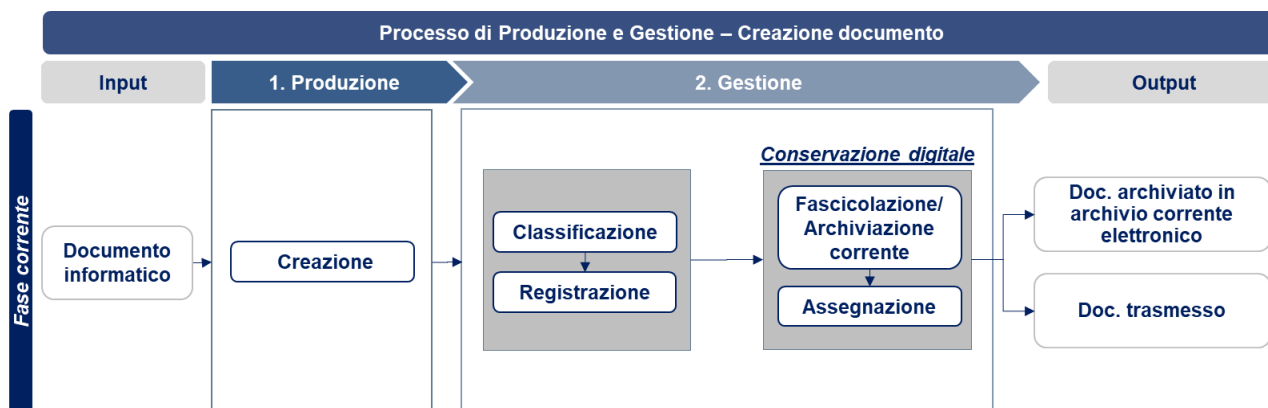 Processo di Produzione e Gestione – Creazione documento
Input
1. Produzione
2. Gestione
Output
Fase corrente
Documento
informatico
Creazione
Classificazione
Registrazione
Conservazione digitale
Fascicolazione/
Archiviazione
corrente
Assegnazione
Doc. archiviato in
archivio corrente
elettronico
Doc. trasmesso